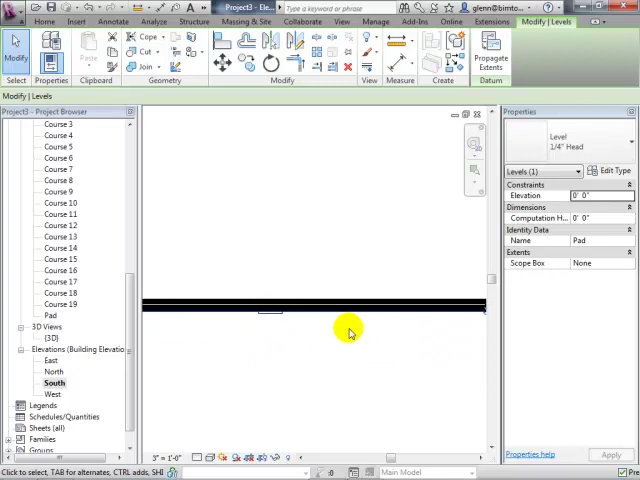 Project3 - Ele...
Type a keyword or phrase
glenn@bimto...
Home Insert Annotate Analyze Structure Massing & Site Collaborate View Manage Add-Ins Extensions Modify | Levels
Modify
Cope
Cut
Join
Paste
Propagate
Extents
Select Properties Clipboard Geometry Modify View Measure Create Datum
Modify | Levels
Project3 - Project Browser
Course 3
Course 4
Course 5
Course 6
Course 7
Course 8
Course 9
Course 10
Course 11
Course 12
Course 13
Course 14
Course 15
Course 16
Course 17
Course 18
Course 19
Pad
3D Views
{3D}
Elevations (Building Elevation
East
North
South
West
Legends
Schedules/Quantities
Sheets (all)
Families
Groups
Properties
Level
1/4" Head
Levels (1)
Edit Type
Constraints
Elevation 0' 0"
Dimensions
Computation H... 0' 0"
Identity Data
Name Pad
Extents
Scope Box None
Properties help
Apply
3" = 1'-0"
Click to select, TAB for alternates, CTRL adds, SHI
:0
Main Model
Pre